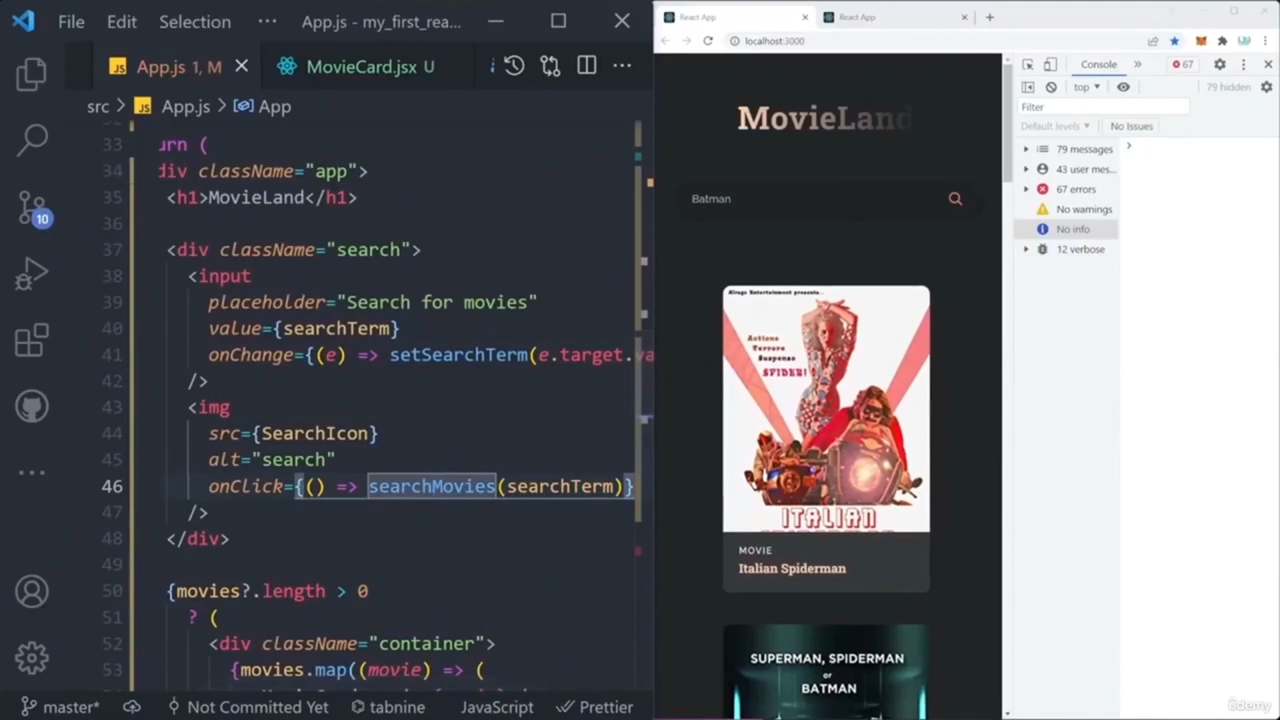 File Edit Selection ··· App.js - my_first_rea...
App.js 1, M MovieCard.jsx U
src > App.js > App
33 urn (
34 div className="app">
35 <h1>MovieLand</h1>
36
37 <div className="search">
38 <input
39 placeholder="Search for movies"
40 value={searchTerm}
41 onChange={(e) => setSearchTerm(e.target.va
42 />
43 <img
44 src={SearchIcon}
45 alt="search"
46 onClick={() => searchMovies(searchTerm)}
47 />
48 </div>
49
50 {movies?.length > 0
51 ? (
52 <div className="container">
53 {movies.map((movie) => (
10
master* Not Committed Yet tabnine JavaScript Prettier
React App React App
localhost:3000
MovieLand
Batman
Actions
Terrore
Suspenso
SPIDER!
ITALIAN
MOVIE
Italian Spiderman
SUPERMAN, SPIDERMAN
or
BATMAN
Console » 67
top 79 hidden
Filter
Default levels No Issues
79 messages
43 user mes...
67 errors
No warnings
No info
12 verbose
ûdemy